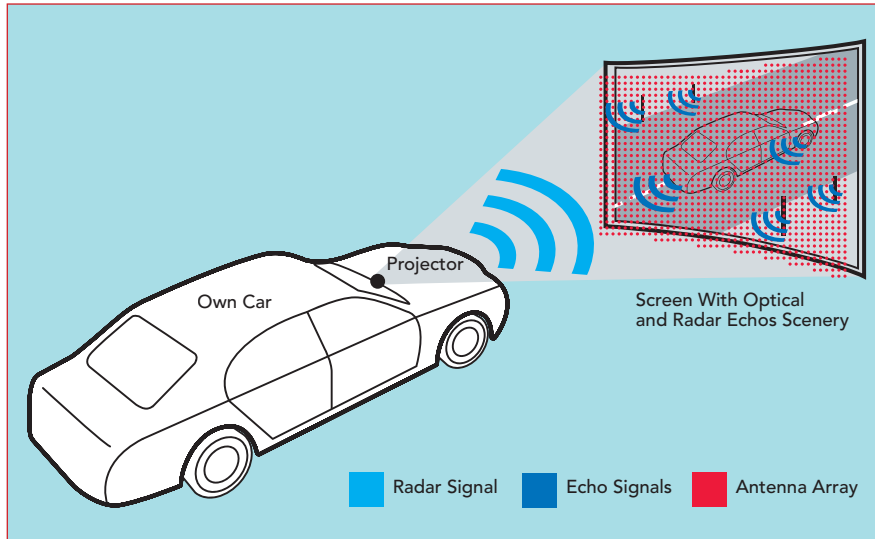 Projector
Own Car
Screen With Optical
and Radar Echos Scenery
Radar Signal
Echo Signals
Antenna Array